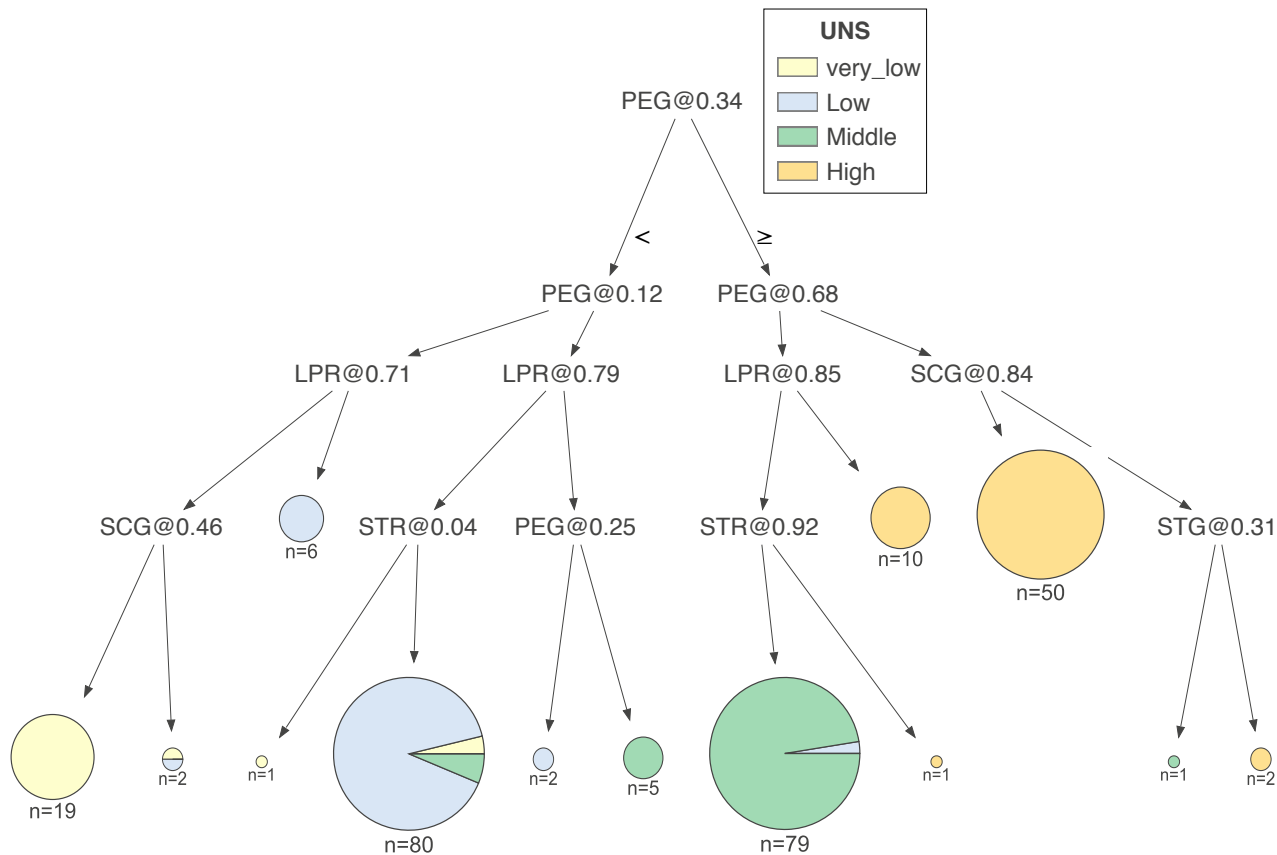 UNS
very_low
Low
Middle
High
PEG@0.34
<
≥
PEG@0.12
PEG@0.68
LPR@0.71
LPR@0.79
LPR@0.85
SCG@0.84
SCG@0.46
n=6
STR@0.04
PEG@0.25
STR@0.92
n=10
n=50
STG@0.31
n=19
n=2
n=1
n=80
n=2
n=5
n=79
n=1
n=1
n=2